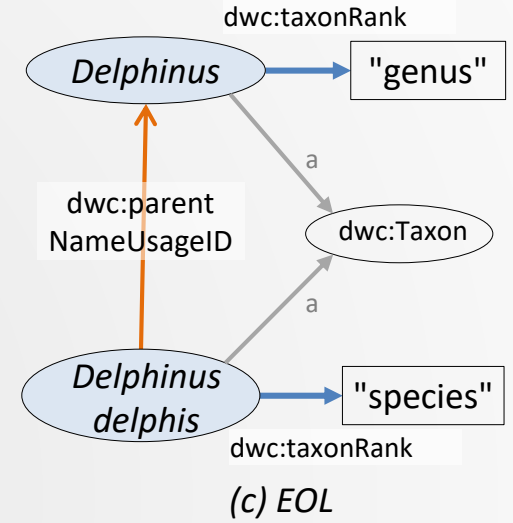 dwc:taxonRank
Delphinus
"genus"
a
dwc:parent
NameUsageID
dwc:Taxon
a
Delphinus
delphis
"species"
dwc:taxonRank
(c) EOL